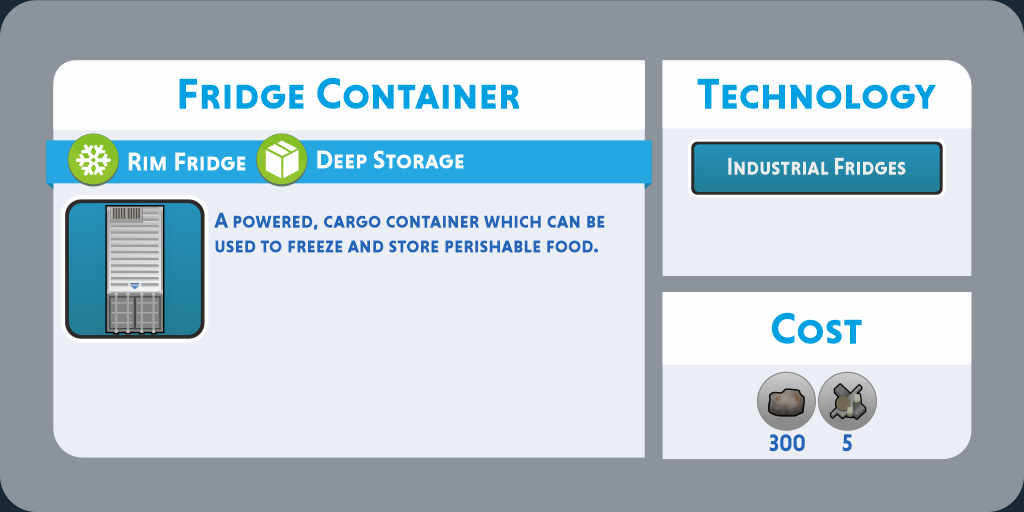 Fridge Container
Rim Fridge
Deep Storage
A powered, cargo container which can be
used to freeze and store perishable food.
Technology
Industrial Fridges
Cost
300
5